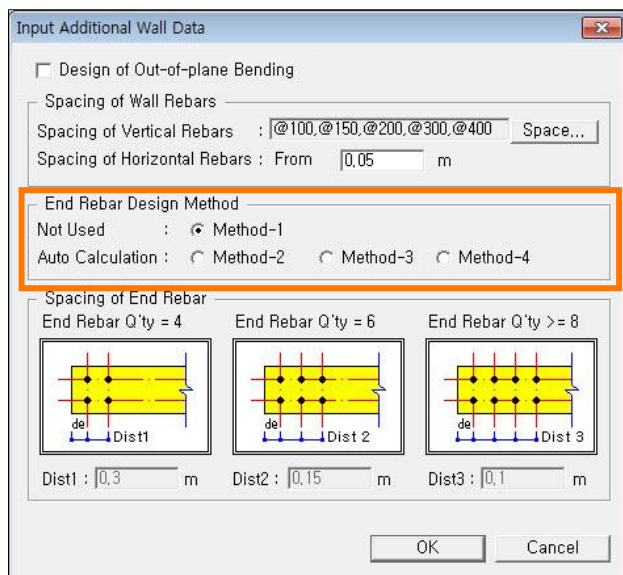 Input Additional Wall Data
Design of Out-of-plane Bending
Spacing of Wall Rebars
Spacing of Vertical Rebars : @100,@150,@200,@300,@400 Space...
Spacing of Horizontal Rebars : From 0,05 m
End Rebar Design Method
Not Used : Method-1
Auto Calculation : Method-2 Method-3 Method-4
Spacing of End Rebar
End Rebar Q'ty = 4 End Rebar Q'ty = 6 End Rebar Q'ty >= 8
de Dist1 de Dist 2 de Dist 3
Dist1 : 0,3 m Dist2 : 0,15 m Dist3 : 0,1 m
OK Cancel